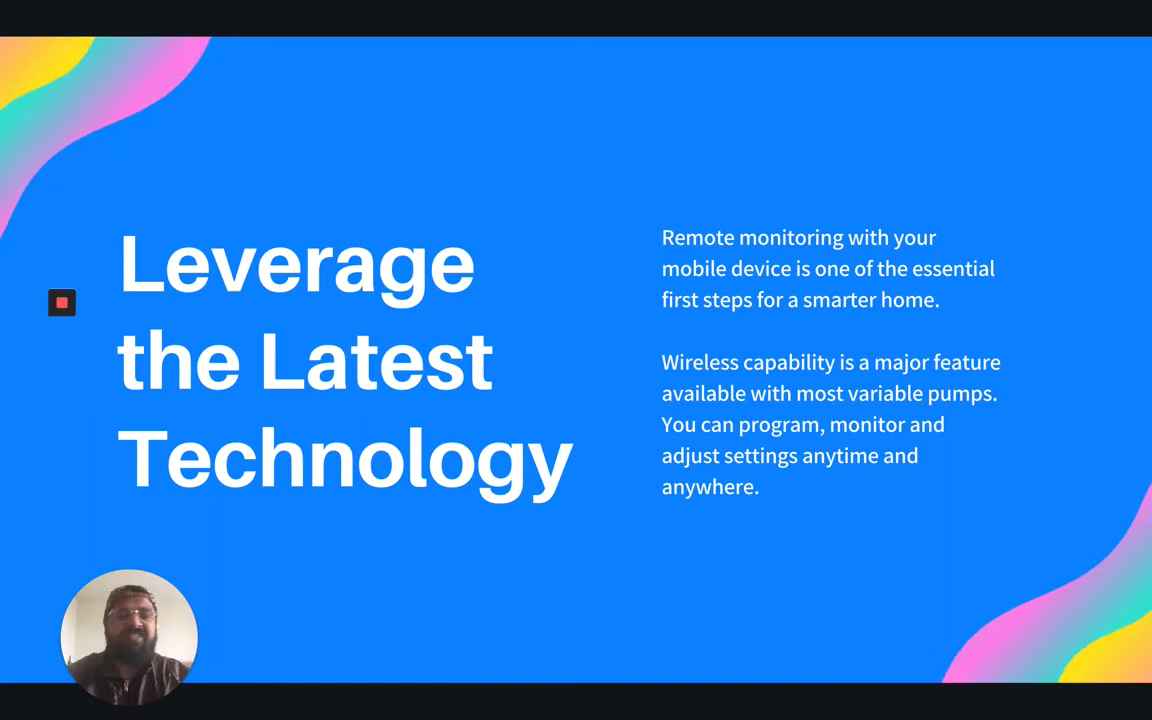 Leverage
the Latest
Technology
Remote monitoring with your
mobile device is one of the essential
first steps for a smarter home.
Wireless capability is a major feature
available with most variable pumps.
You can program, monitor and
adjust settings anytime and
anywhere.